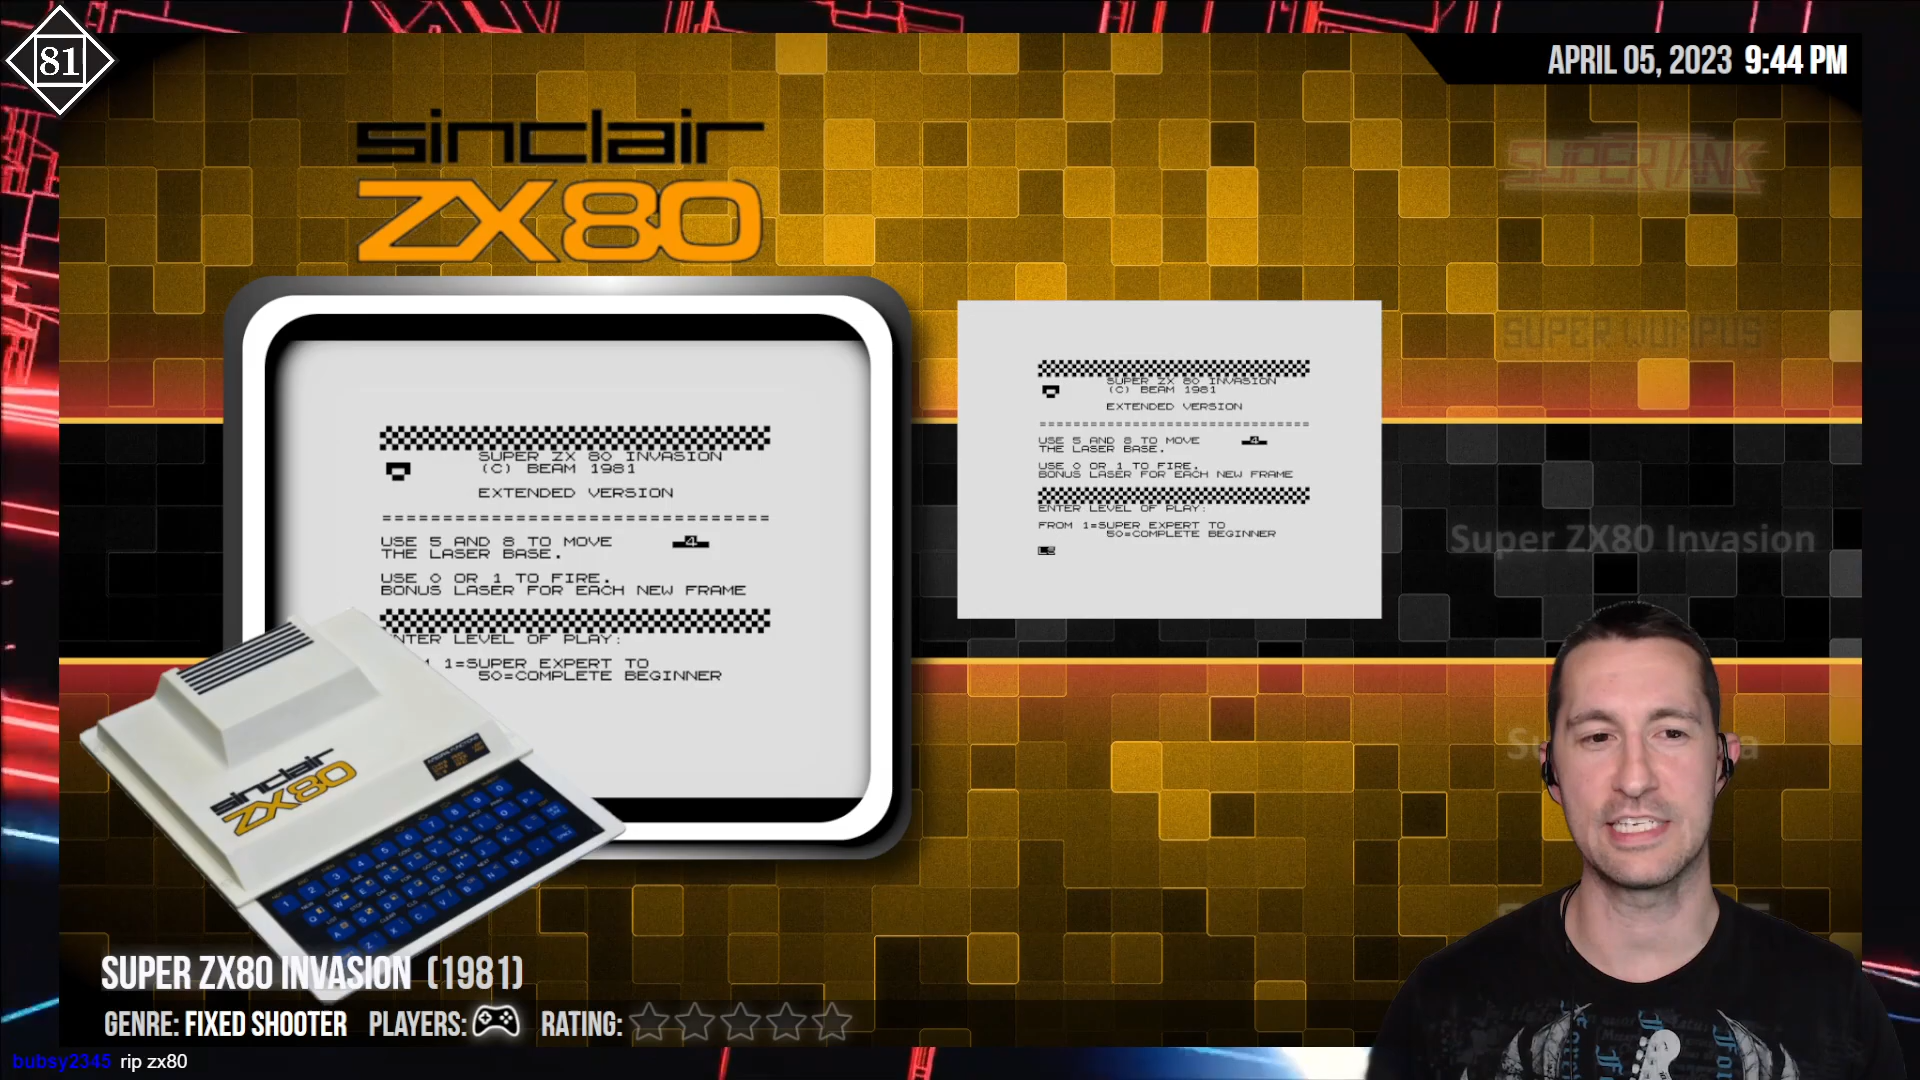 81
APRIL 05, 2023 9:44 PM
sinclair
ZX80
SUPER TANK
SUPER WUMPUS
SUPER ZX 80 INVASION
(C) BEAM 1981
EXTENDED VERSION
================================
USE 5 AND 8 TO MOVE 4
THE LASER BASE.
USE 0 OR 1 TO FIRE.
BONUS LASER FOR EACH NEW FRAME
ENTER LEVEL OF PLAY:
1=SUPER EXPERT TO
50=COMPLETE BEGINNER
SUPER ZX 80 INVASION
(C) BEAM 1981
EXTENDED VERSION
================================
USE 5 AND 8 TO MOVE 4
THE LASER BASE.
USE 0 OR 1 TO FIRE.
BONUS LASER FOR EACH NEW FRAME
ENTER LEVEL OF PLAY:
FROM 1=SUPER EXPERT TO
50=COMPLETE BEGINNER
Super ZX80 Invasion
sinclair
ZX80
SUPER ZX80 INVASION (1981)
GENRE: FIXED SHOOTER PLAYERS: RATING:
bubsy2345 rip zx80